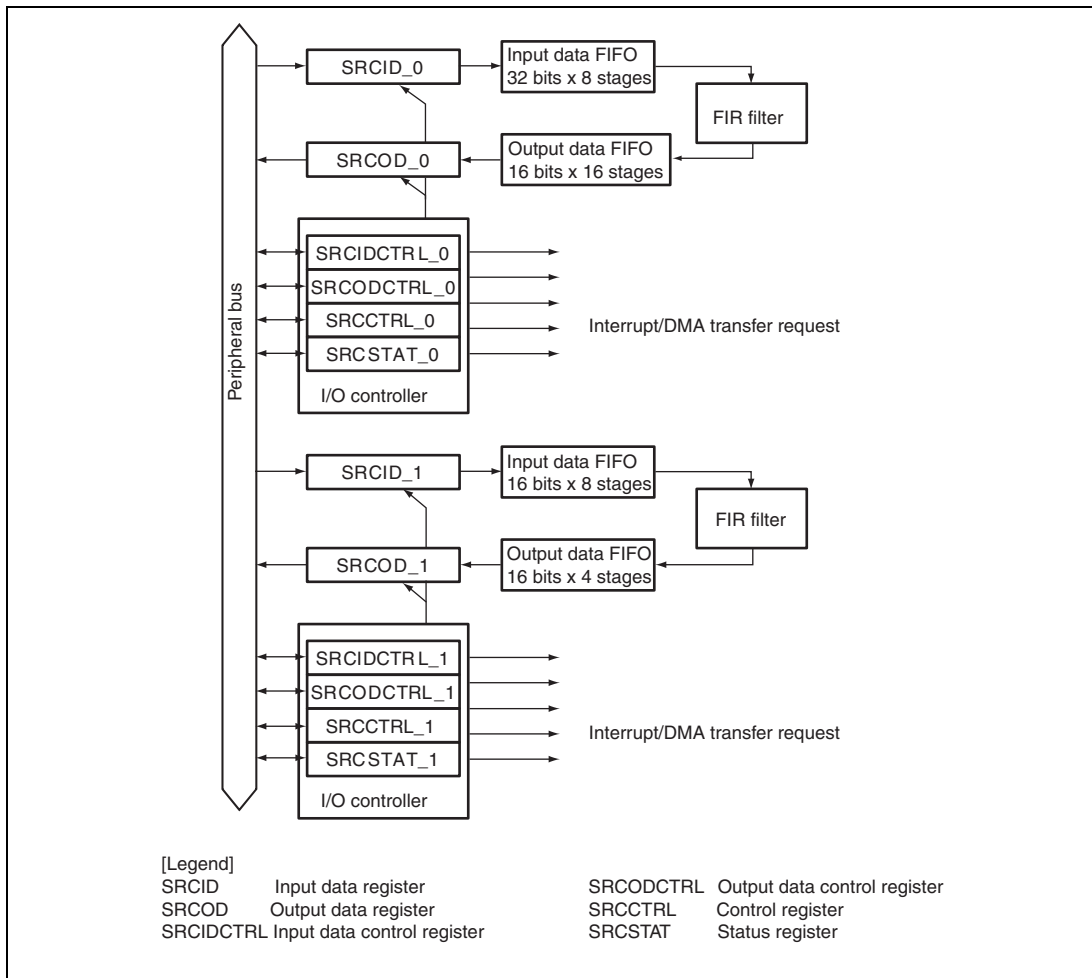 Input data FIFO
32 bits x 8 stages
SRCID_0
FIR filter
Output data FIFO
16 bits x 16 stages
SRCOD_0
SRCIDCTRL_0
SRCODCTRL_0
SRCCTRL_0
SRCSTAT_0
I/O controller
Interrupt/DMA transfer request
Peripheral bus
Input data FIFO
16 bits x 8 stages
SRCID_1
FIR filter
Output data FIFO
16 bits x 4 stages
SRCOD_1
SRCIDCTRL_1
SRCODCTRL_1
SRCCTRL_1
SRCSTAT_1
I/O controller
Interrupt/DMA transfer request
[Legend]
SRCID Input data register
SRCOD Output data register
SRCIDCTRL Input data control register
SRCODCTRL Output data control register
SRCCTRL Control register
SRCSTAT Status register